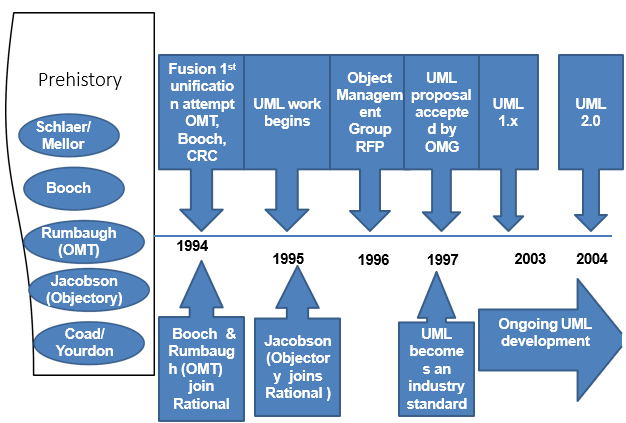 Prehistory
Schlaer/
Mellor
Booch
Rumbaugh
(OMT)
Jacobson
(Objectory)
Coad/
Yourdon
Fusion 1st
unificatio
n attempt
OMT,
Booch,
CRC
UML work
begins
Object
Managem
ent
Group
RFP
UML
proposal
accepte
d by
OMG
UML
1.x
UML
2.0
1994
1995
1996
1997
2003
2004
Booch &
Rumbaug
h (OMT)
join
Rational
Jacobson
(Objector
y joins
Rational )
UML
become
s an
industry
standard
Ongoing UML
development